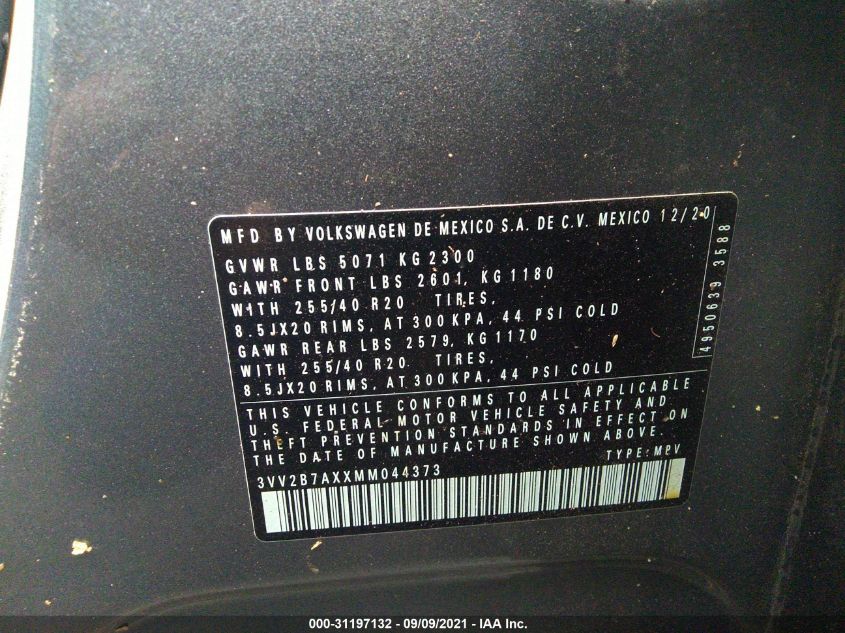 MFD BY VOLKSWAGEN DE MEXICO S.A. DE C.V. MEXICO 12/20
GVWR LBS 5071 KG 2300
GAWR FRONT LBS 2601, KG 1180
WITH 255/40 R20 TIRES,
8.5JX20 RIMS, AT 300 KPA, 44 PSI COLD
GAWR REAR LBS 2579, KG 1170
WITH 255/40 R20 TIRES,
8.5JX20 RIMS, AT 300 KPA, 44 PSI COLD
THIS VEHICLE CONFORMS TO ALL APPLICABLE
U.S. FEDERAL MOTOR VEHICLE SAFETY AND
THEFT PREVENTION STANDARDS IN EFFECT ON
THE DATE OF MANUFACTURE SHOWN ABOVE.
TYPE: MPV
3VV2B7AXXMM044373
4950639 3588
000-31197132 - 09/09/2021 - IAA Inc.